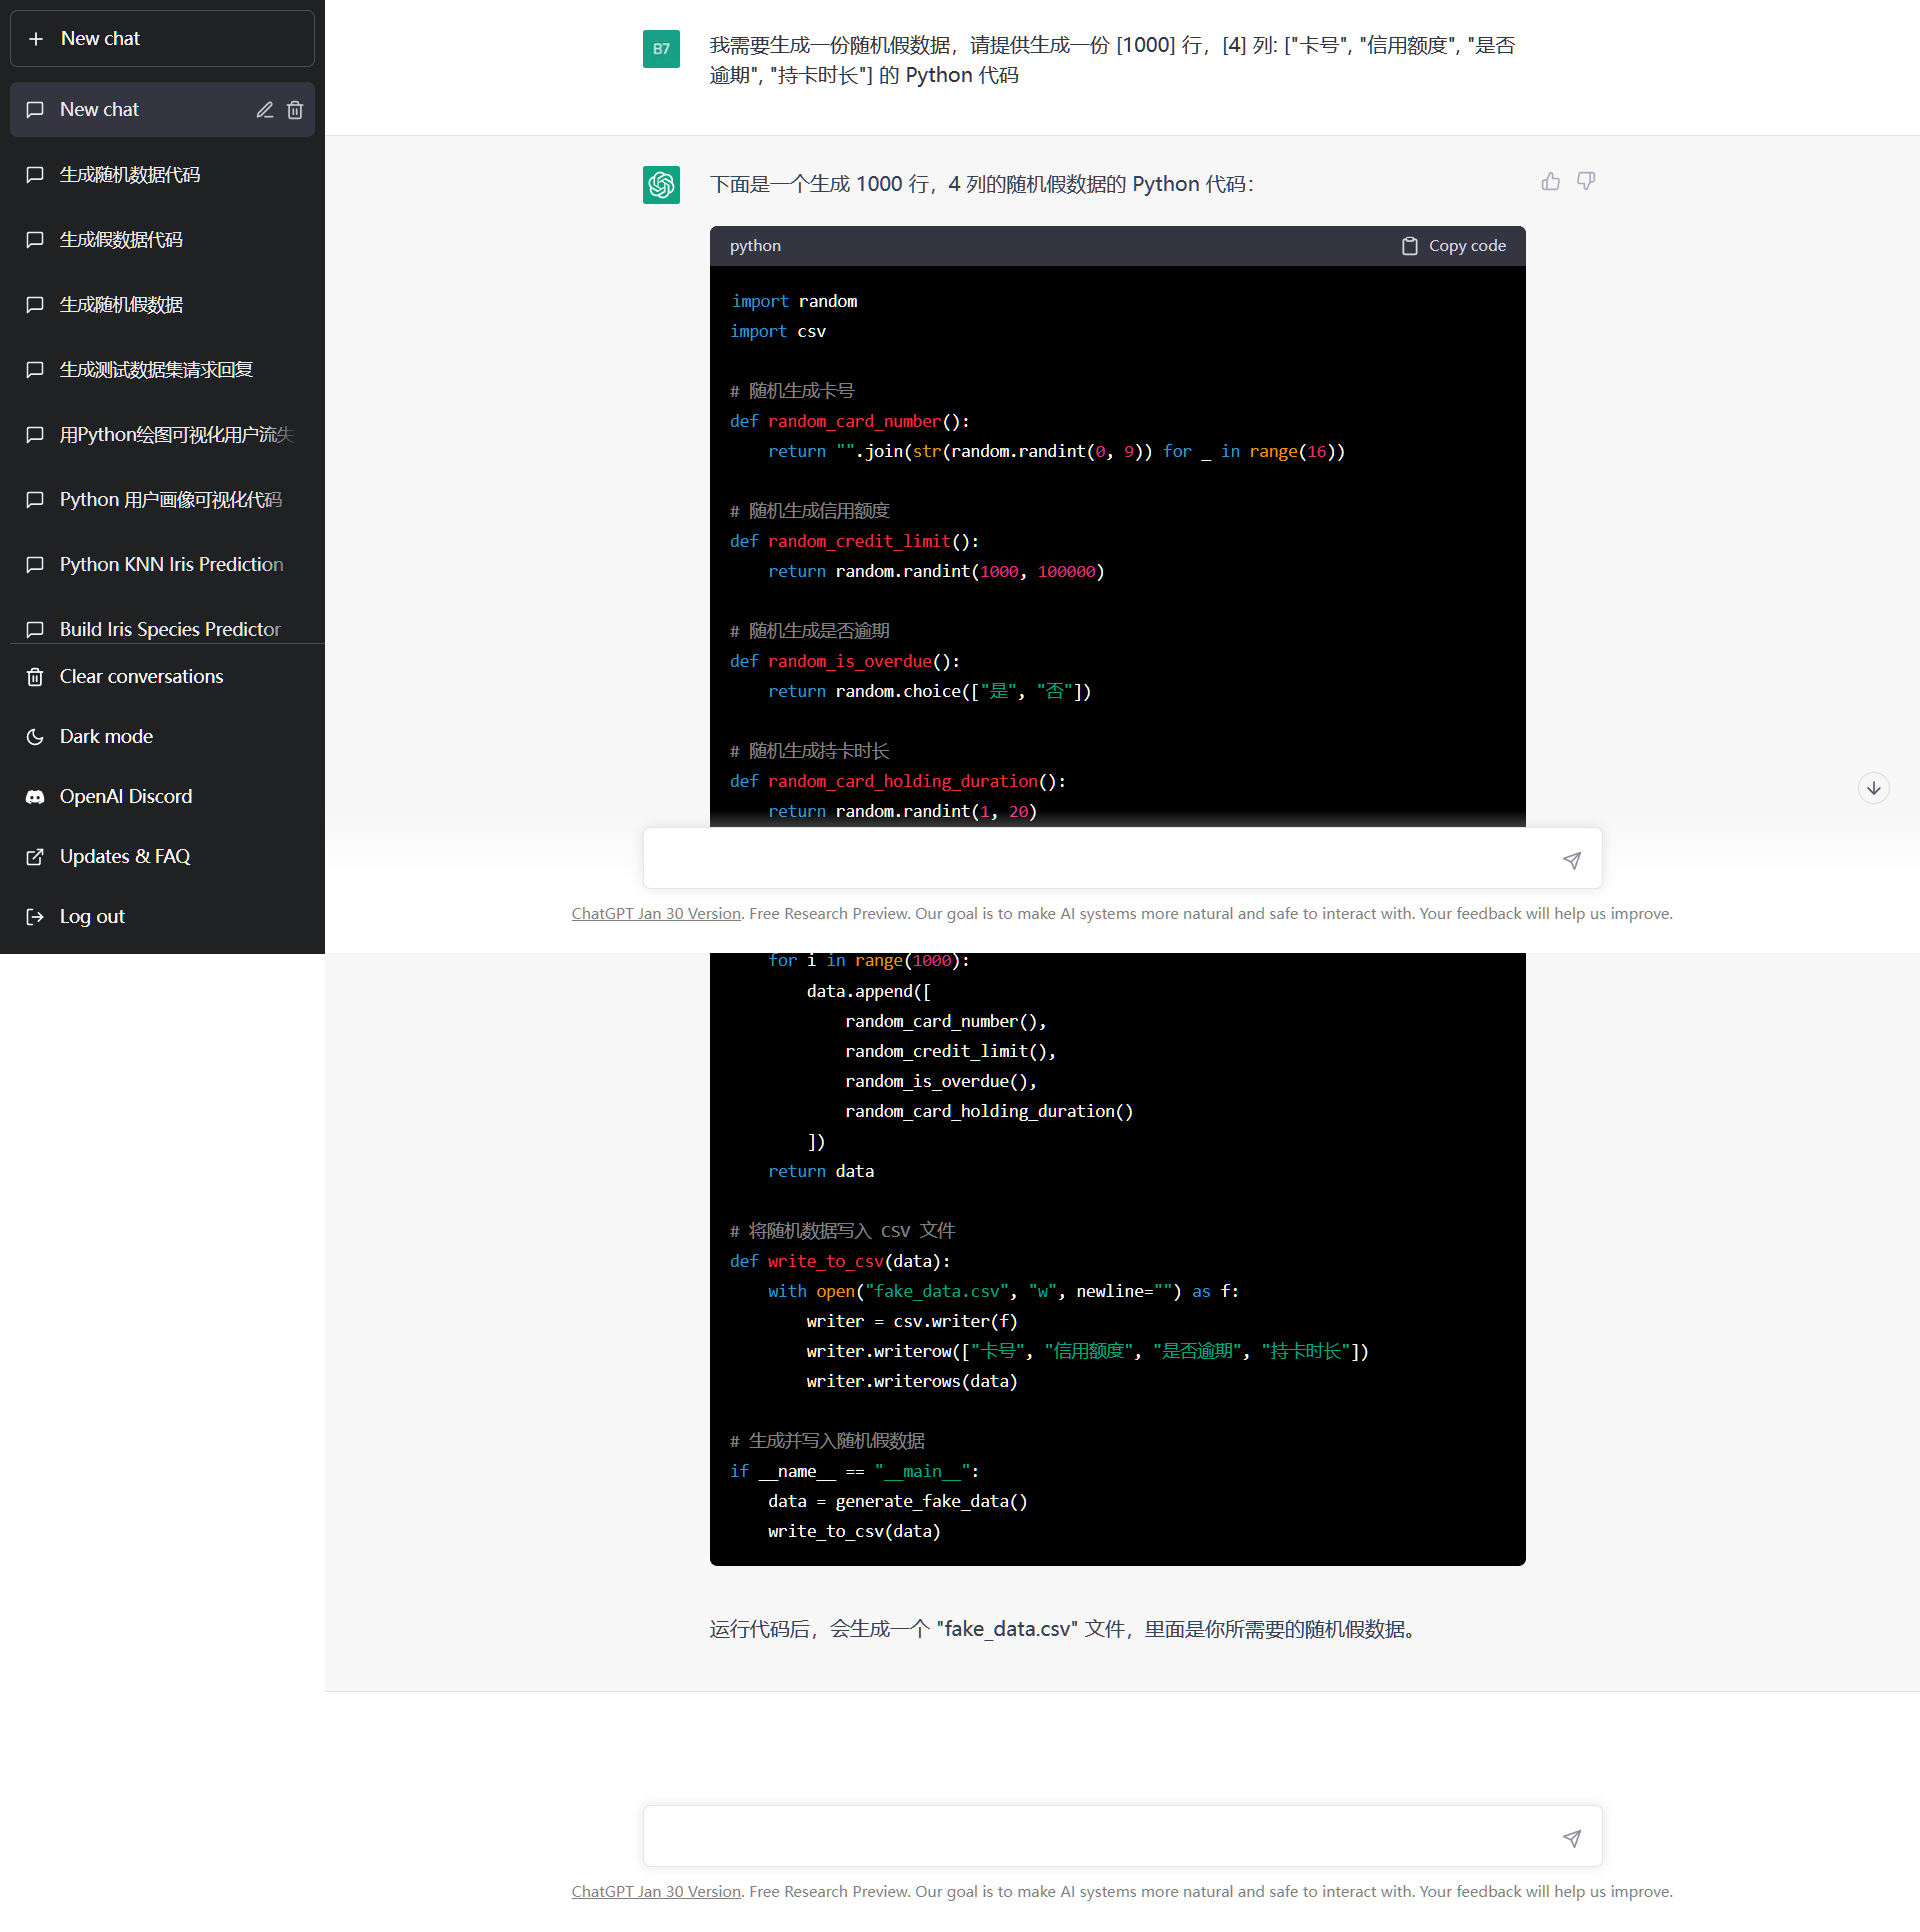 New chat
New chat
生成随机数据代码
生成假数据代码
生成随机假数据
生成测试数据集请求回复
用Python绘图可视化用户流失
Python 用户画像可视化代码
Python KNN Iris Prediction
Build Iris Species Predictor
Clear conversations
Dark mode
OpenAI Discord
Updates & FAQ
Log out
B7
我需要生成一份随机假数据，请提供生成一份 [1000] 行，[4] 列: ["卡号", "信用额度", "是否
逾期", "持卡时长"] 的 Python 代码
下面是一个生成 1000 行，4 列的随机假数据的 Python 代码：
python
Copy code
import random
import csv
# 随机生成卡号
def random_card_number():
    return "".join(str(random.randint(0, 9)) for _ in range(16))
# 随机生成信用额度
def random_credit_limit():
    return random.randint(1000, 100000)
# 随机生成是否逾期
def random_is_overdue():
    return random.choice(["是", "否"])
# 随机生成持卡时长
def random_card_holding_duration():
    return random.randint(1, 20)
ChatGPT Jan 30 Version. Free Research Preview. Our goal is to make AI systems more natural and safe to interact with. Your feedback will help us improve.
    for i in range(1000):
        data.append([
            random_card_number(),
            random_credit_limit(),
            random_is_overdue(),
            random_card_holding_duration()
        ])
    return data
# 将随机数据写入 csv 文件
def write_to_csv(data):
    with open("fake_data.csv", "w", newline="") as f:
        writer = csv.writer(f)
        writer.writerow(["卡号", "信用额度", "是否逾期", "持卡时长"])
        writer.writerows(data)
# 生成并写入随机假数据
if __name__ == "__main__":
    data = generate_fake_data()
    write_to_csv(data)
运行代码后，会生成一个 "fake_data.csv" 文件，里面是你所需要的随机假数据。
ChatGPT Jan 30 Version. Free Research Preview. Our goal is to make AI systems more natural and safe to interact with. Your feedback will help us improve.